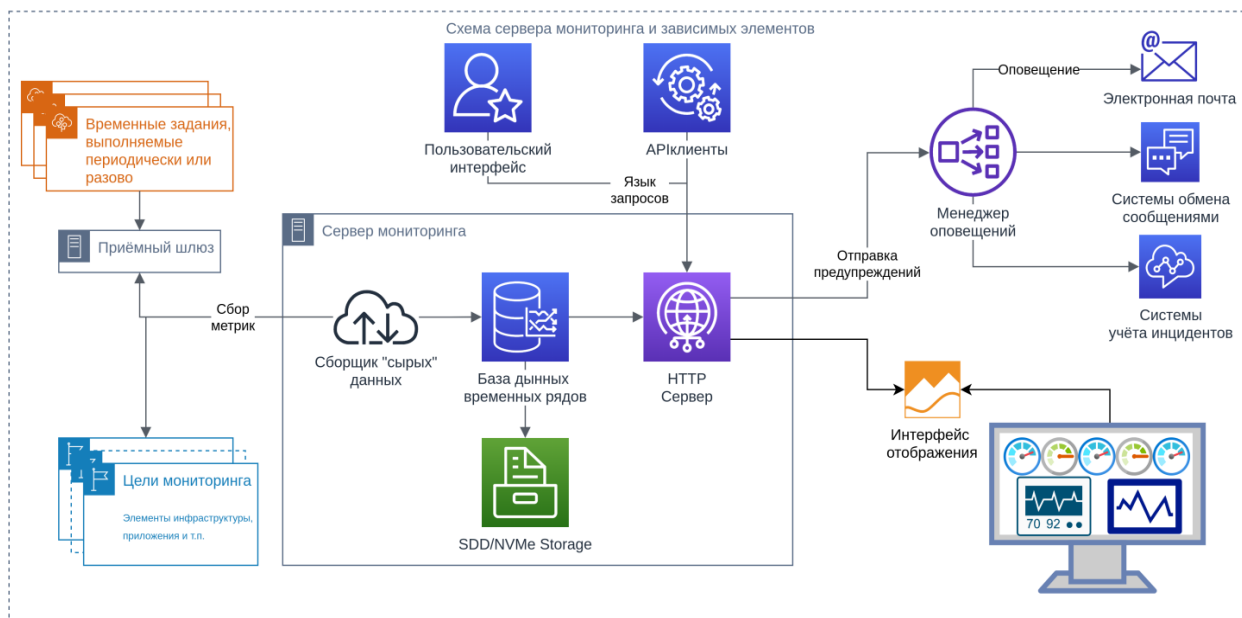 Схема сервера мониторинга и зависимых элементов
Временные задания,
выполняемые
периодически или
разово
Пользовательский
интерфейс
APIклиенты
Язык
запросов
@
Оповещение
Электронная почта
Менеджер
оповещений
Системы обмена
сообщениями
Системы
учёта инцидентов
Приёмный шлюз
Сервер мониторинга
Отправка
предупреждений
Сбор
метрик
Сборщик "сырых"
данных
База дынных
временных рядов
HTTP
Сервер
SDD/NVMe Storage
Интерфейс
отображения
Цели мониторинга
Элементы инфраструктуры,
приложения и т.п.
70 92